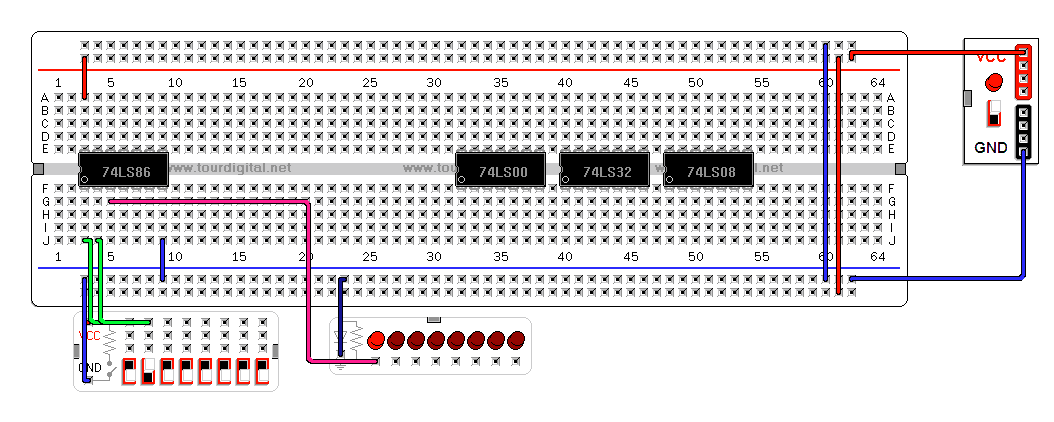 VCC
1 5 10 15 20 25 30 35 40 45 50 55 60 64
A A
B B
C C
D D
E E
GND
www.tourdigital.net www.tou l.net
74LS86 74LS00 74LS32 74LS08
F F
G G
H H
I I
J J
1 5 10 15 20 25 30 35 40 45 50 55 60 64
VCC
GND